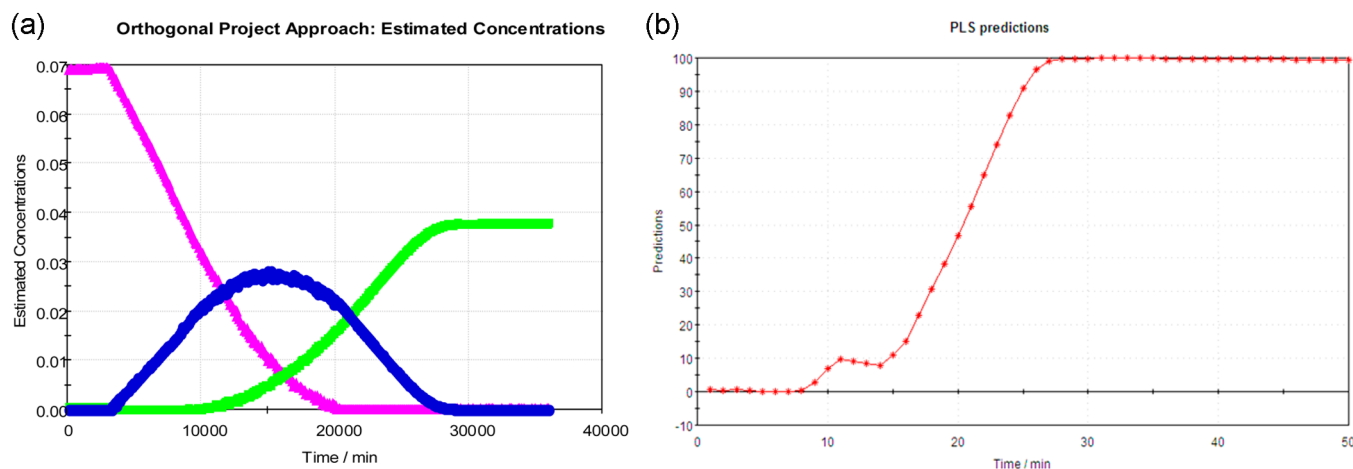 (a)
Orthogonal Project Approach: Estimated Concentrations
0.07
0.06
0.05
0.04
0.03
0.02
0.01
0.00
Estimated Concentrations
0 10000 20000 30000 40000
Time / min
(b)
PLS predictions
100
90
80
70
60
50
40
30
20
10
0
-10
Predictions
0 10 20 30 40 50
Time / min